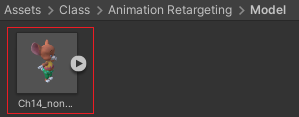 Assets > Class > Animation Retargeting > Model
Ch14_non...